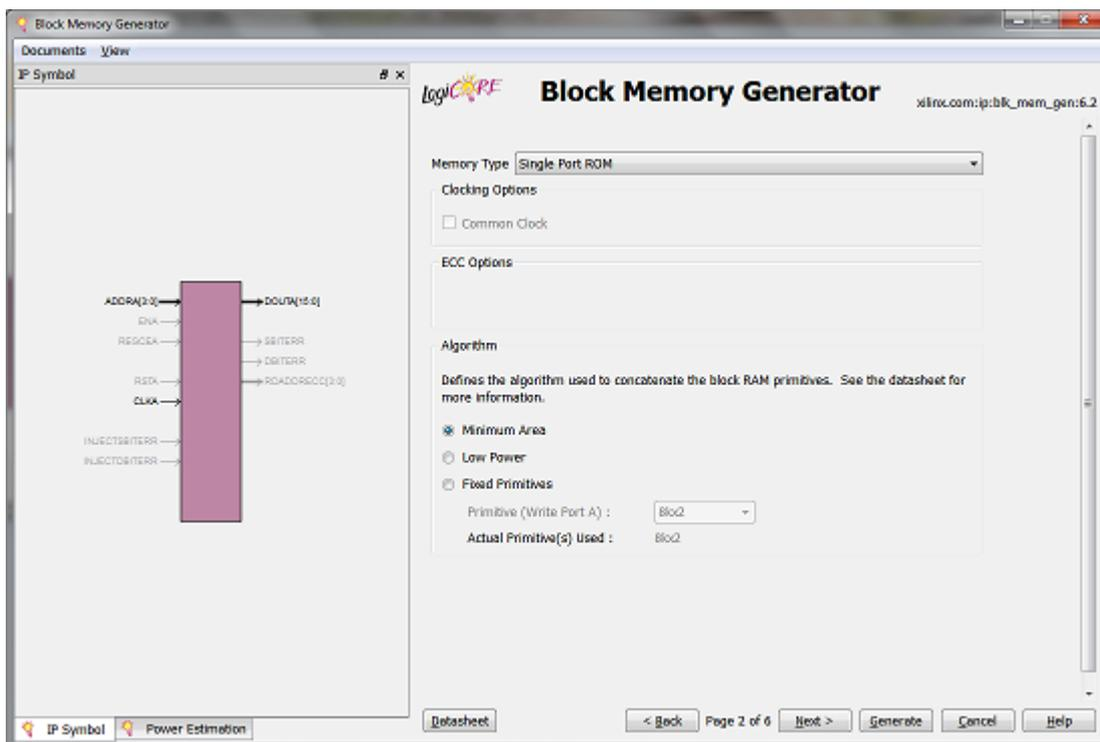 Block Memory Generator
Documents View
IP Symbol
LogiCORE
Block Memory Generator
xilinx.com:ip:blk_mem_gen:6.2
Memory Type Single Port ROM
Clocking Options
Common Clock
ECC Options
ADDRA[3:0] DOUTA[15:0]
ENA
REGCEA SBITERR
DBITERR
RSTA RDADDRECC[3:0]
CLKA
INJECTSBITERR
INJECTDBITERR
Algorithm
Defines the algorithm used to concatenate the block RAM primitives. See the datasheet for
more information.
Minimum Area
Low Power
Fixed Primitives
Primitive (Write Port A) : 8kx2
Actual Primitive(s) Used : 8kx2
IP Symbol Power Estimation
Datasheet < Back Page 2 of 6 Next > Generate Cancel Help